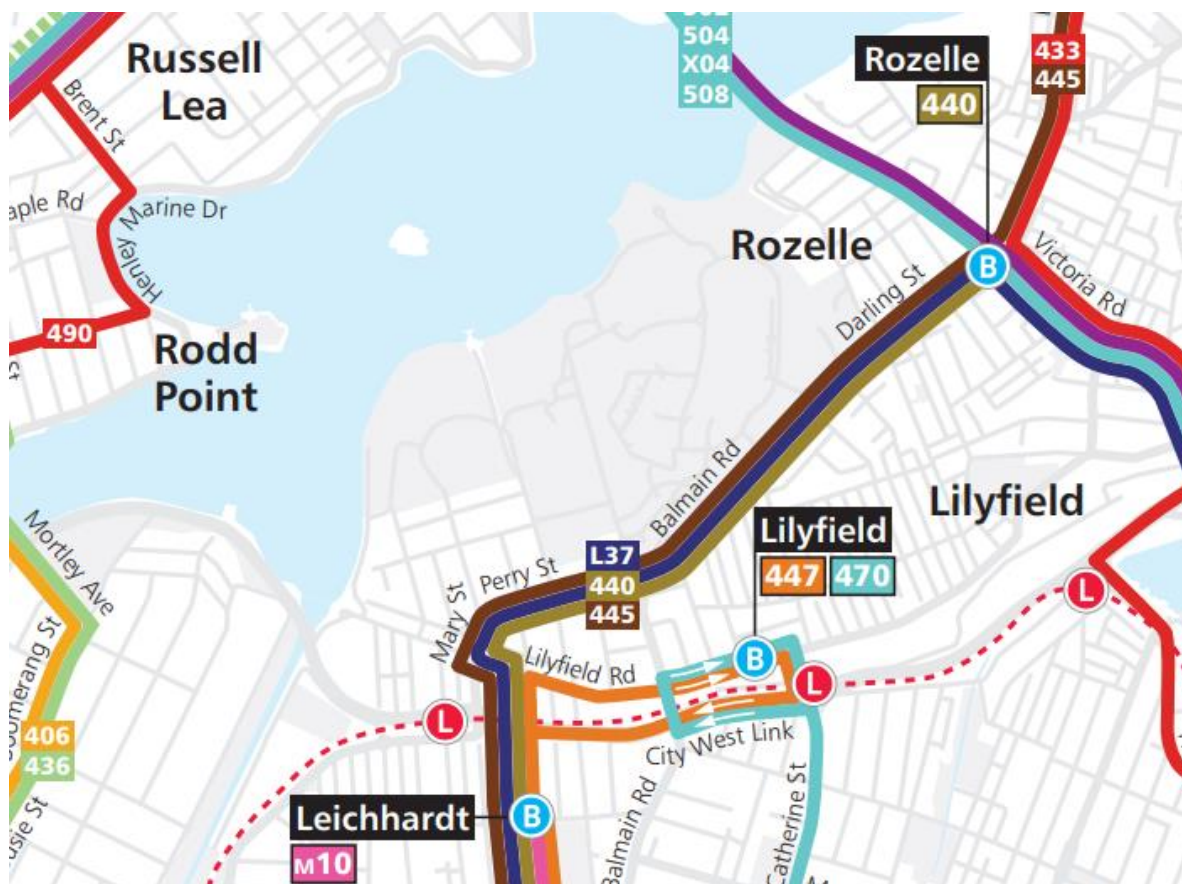 504
X04
508
Russell
Lea
Rozelle
440
433
445
Brent St
Marine Dr
Henley
490
Rodd
Point
Rozelle
Darling St
Victoria Rd
Balmain Rd
Lilyfield
Lilyfield
447 470
Mortley Ave
L37
440
445
Perry St
Mary St
Lilyfield Rd
B
B
B
L
L
L
City West Link
406
436
Leichhardt
M10
Balmain Rd
Catherine St